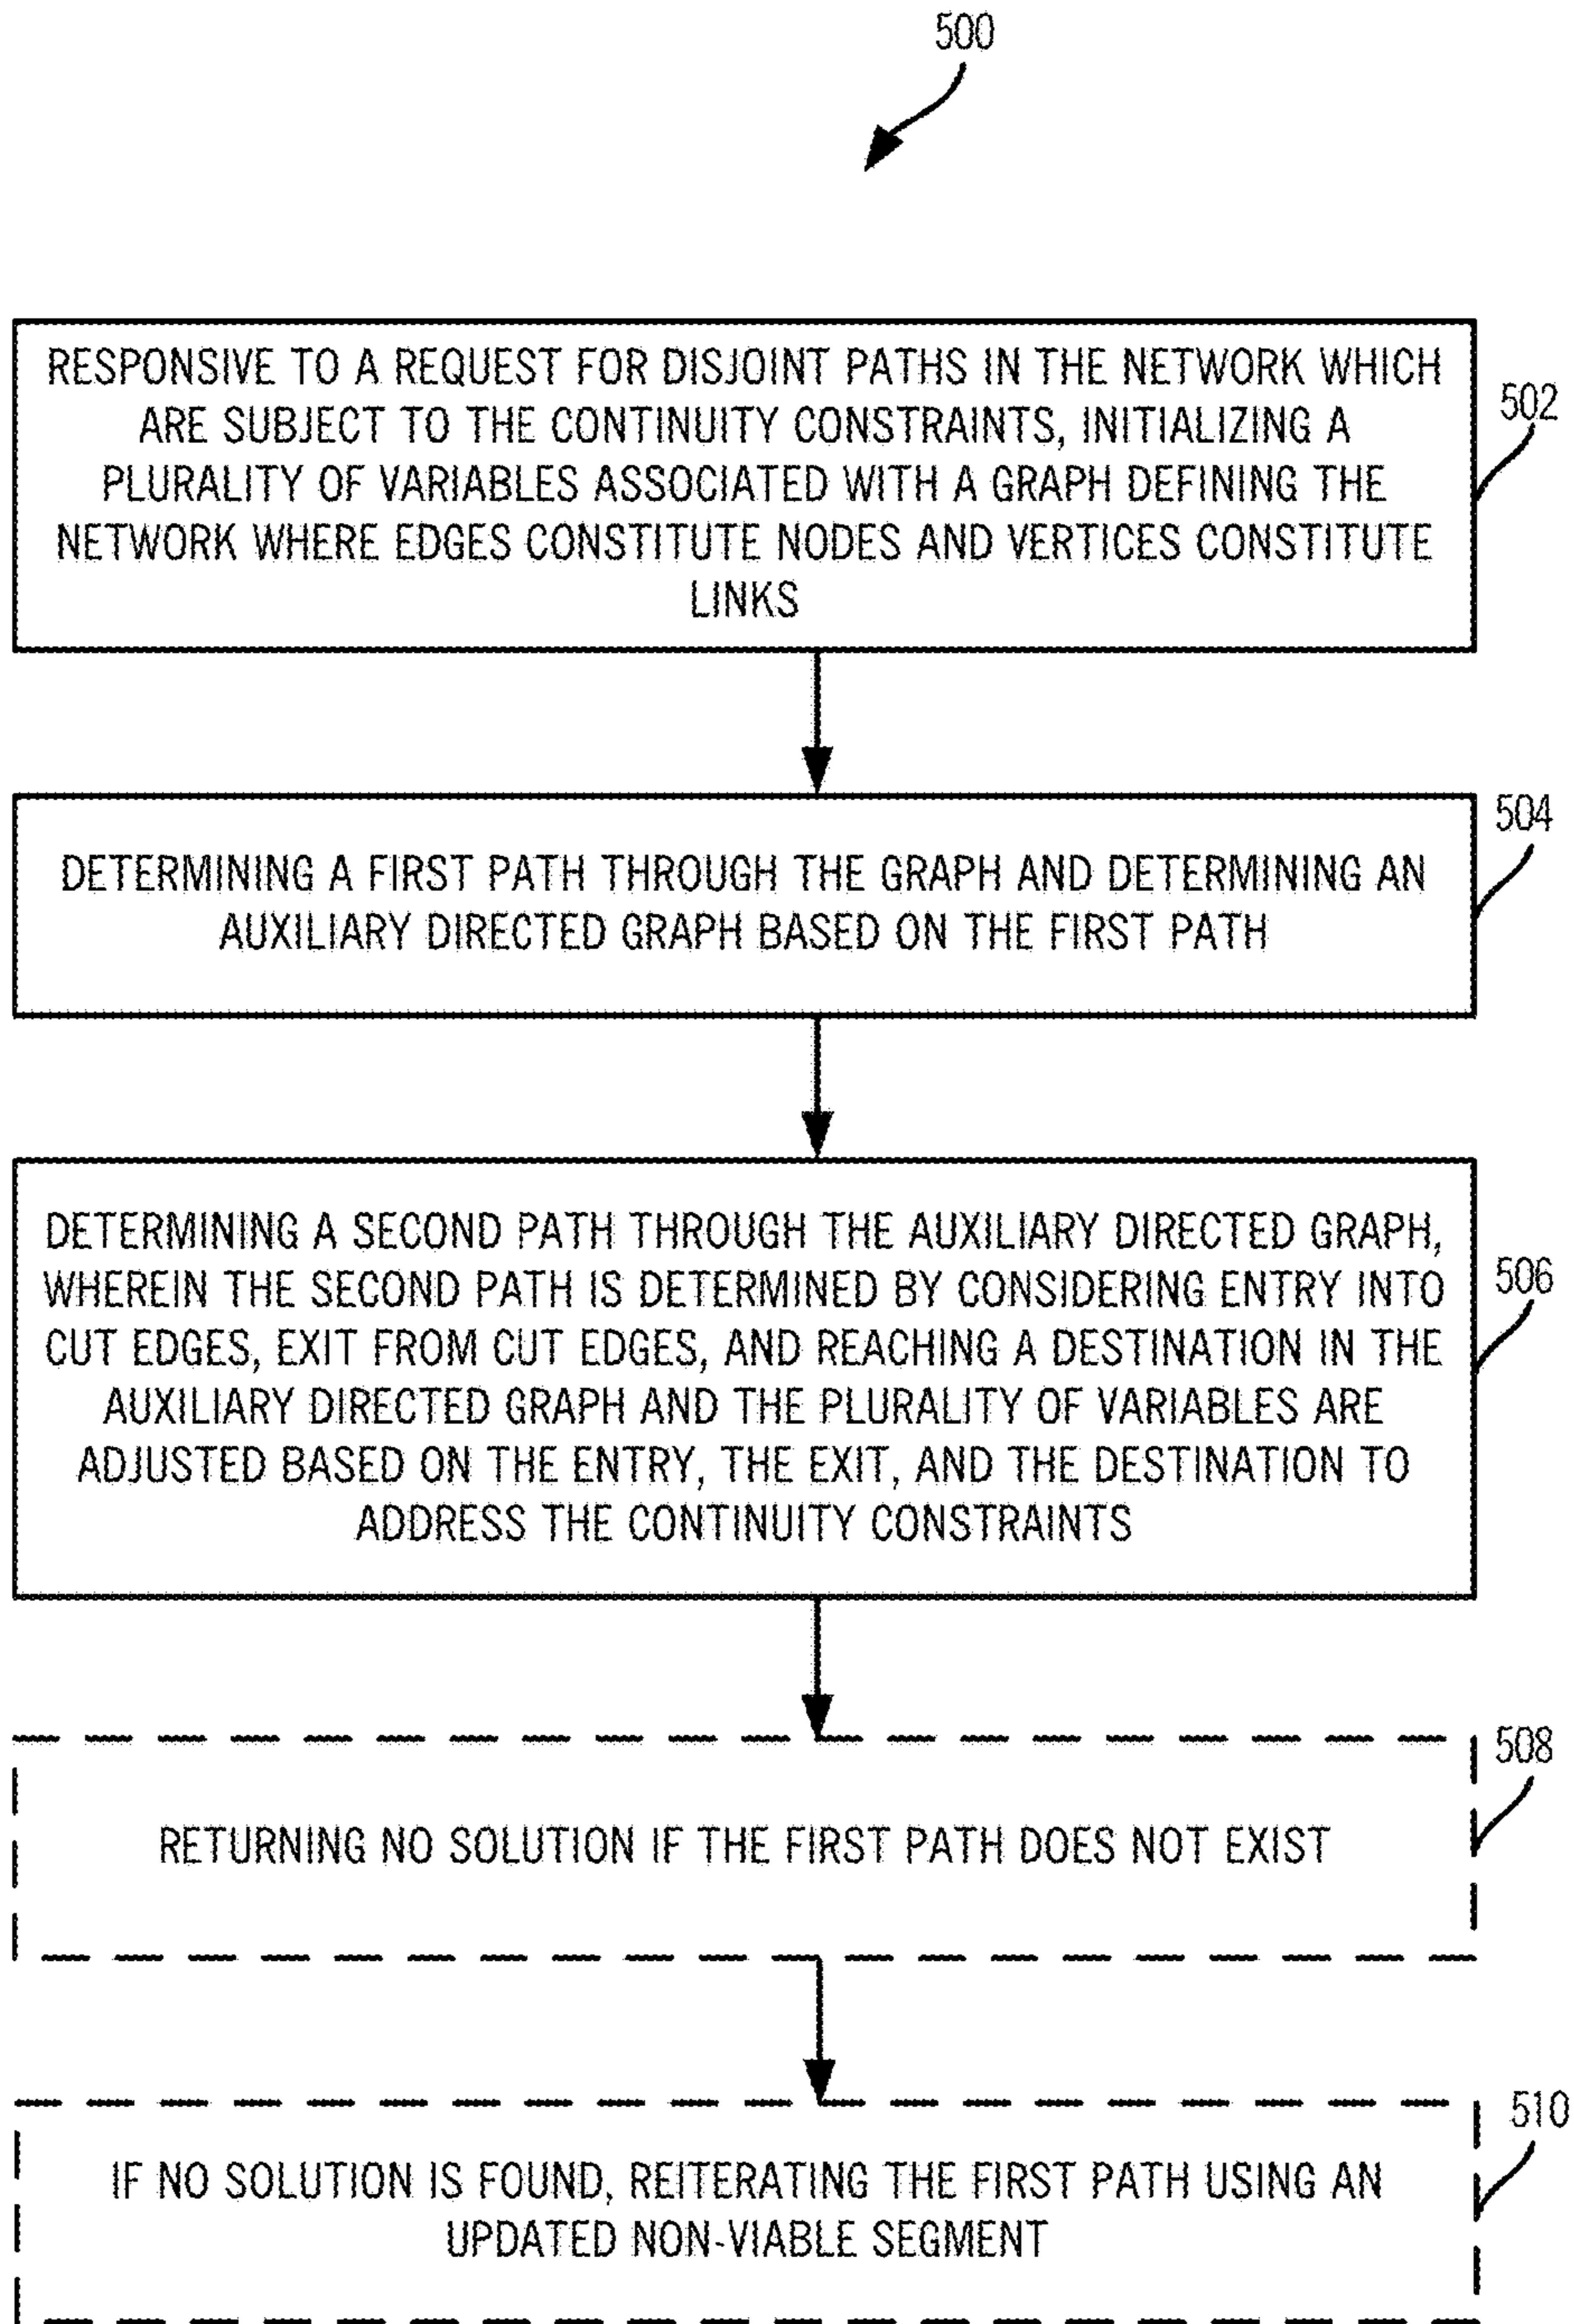 500
RESPONSIVE TO A REQUEST FOR DISJOINT PATHS IN THE NETWORK WHICH
ARE SUBJECT TO THE CONTINUITY CONSTRAINTS, INITIALIZING A
PLURALITY OF VARIABLES ASSOCIATED WITH A GRAPH DEFINING THE
NETWORK WHERE EDGES CONSTITUTE NODES AND VERTICES CONSTITUTE
LINKS
502
DETERMINING A FIRST PATH THROUGH THE GRAPH AND DETERMINING AN
AUXILIARY DIRECTED GRAPH BASED ON THE FIRST PATH
504
DETERMINING A SECOND PATH THROUGH THE AUXILIARY DIRECTED GRAPH,
WHEREIN THE SECOND PATH IS DETERMINED BY CONSIDERING ENTRY INTO
CUT EDGES, EXIT FROM CUT EDGES, AND REACHING A DESTINATION IN THE
AUXILIARY DIRECTED GRAPH AND THE PLURALITY OF VARIABLES ARE
ADJUSTED BASED ON THE ENTRY, THE EXIT, AND THE DESTINATION TO
ADDRESS THE CONTINUITY CONSTRAINTS
506
RETURNING NO SOLUTION IF THE FIRST PATH DOES NOT EXIST
508
IF NO SOLUTION IS FOUND, REITERATING THE FIRST PATH USING AN
UPDATED NON-VIABLE SEGMENT
510